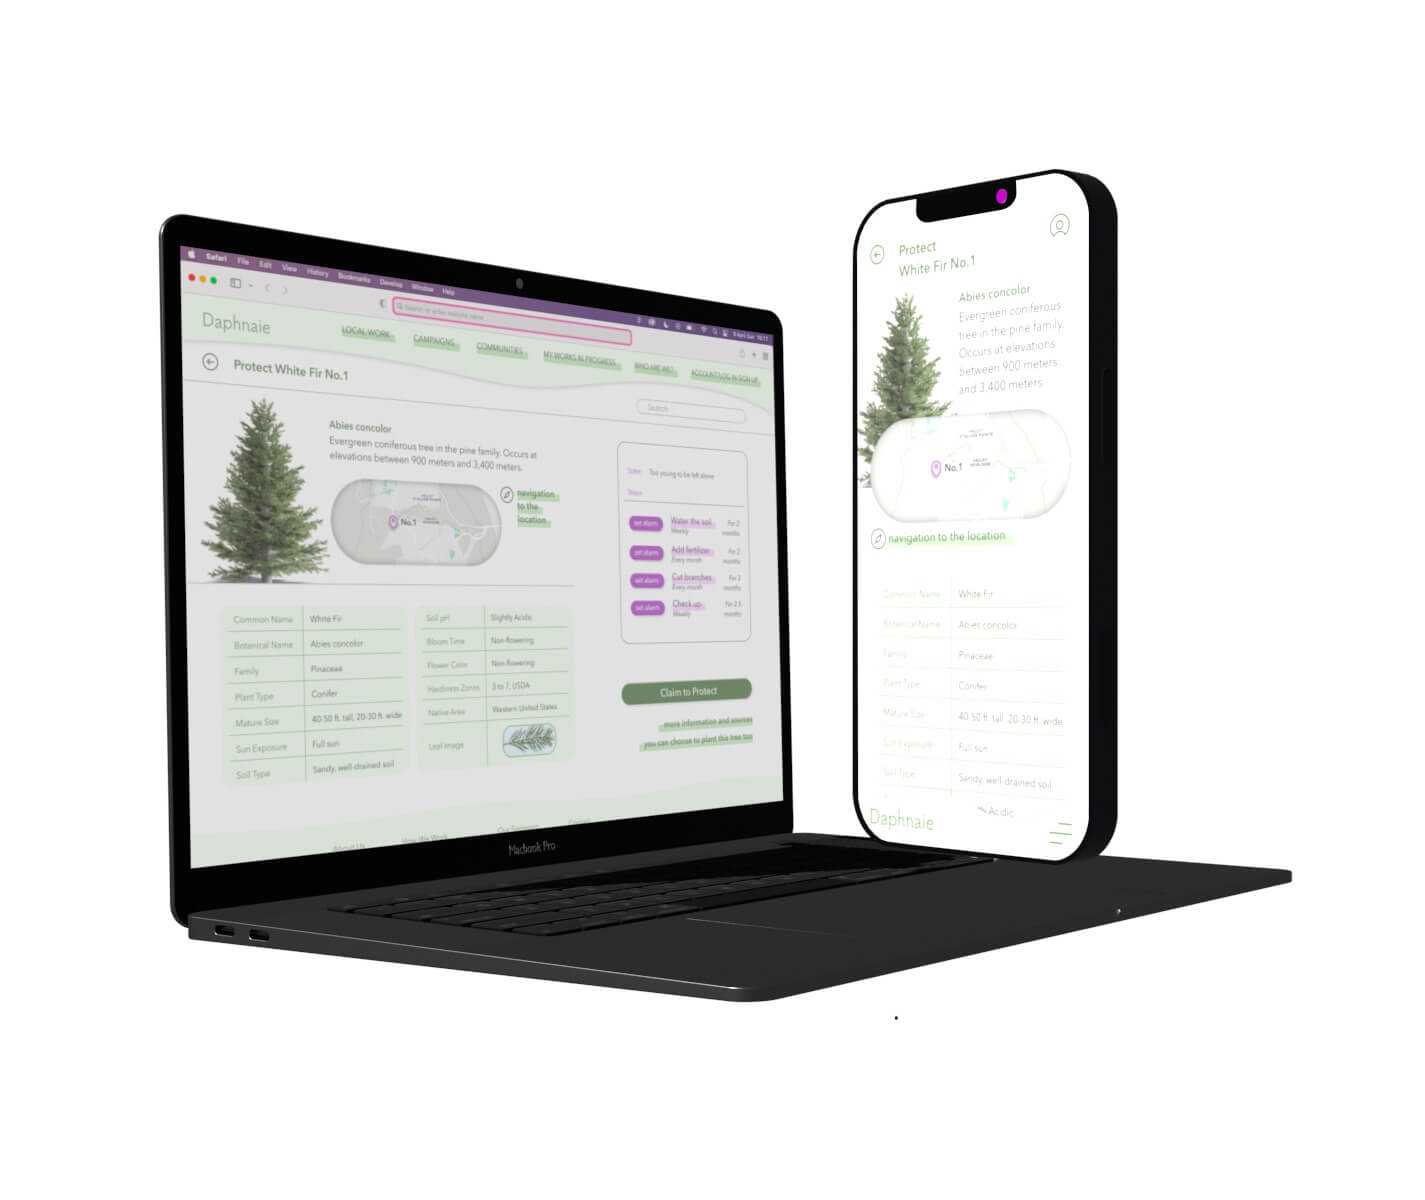 Safari File Edit View History Bookmarks Develop Window Help
Search or enter website name
Daphnaie
LOCAL WORK
CAMPAIGNS
COMMUNITIES
MY WORKS IN PROGRESS
WHO ARE WE?
ACCOUNT/LOG IN SIGN UP
Protect White Fir No.1
Search
Abies concolor
Evergreen coniferous tree in the pine family. Occurs at
elevations between 900 meters and 3,400 meters.
No.1
navigation
to the
location
State: Too young to be left alone
Steps
set alarm Water the soil For 2
Weekly months
set alarm Add fertilizer For 2
Every month months
set alarm Cut branches For 2
Every month months
set alarm Check up For 2.5
Weekly months
Claim to Protect
more information and sources
you can choose to plant this tree too
Common Name White Fir
Botanical Name Abies concolor
Family Pinaceae
Plant Type Conifer
Mature Size 40-50 ft. tall, 20-30 ft. wide
Sun Exposure Full sun
Soil Type Sandy, well-drained soil
Soil pH Slightly Acidic
Bloom Time Non-flowering
Flower Color Non-flowering
Hardiness Zones 3 to 7, USDA
Native Area Western United States
Leaf Image
About Us
How We Work
Macbook Pro
Protect
White Fir No.1
Abies concolor
Evergreen coniferous
tree in the pine family.
Occurs at elevations
between 900 meters
and 3,400 meters.
No.1
navigation to the location
Common Name White Fir
Botanical Name Abies concolor
Family Pinaceae
Plant Type Conifer
Mature Size 40-50 ft. tall, 20-30 ft. wide
Sun Exposure Full sun
Soil Type Sandy, well-drained soil
Acidic
Daphnaie